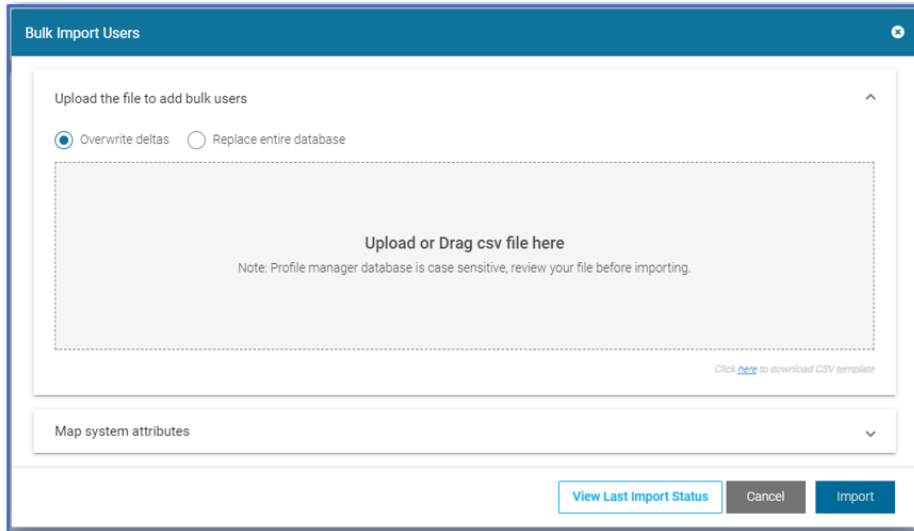 Bulk Import Users
Upload the file to add bulk users
Overwrite deltas Replace entire database
Upload or Drag csv file here
Note: Profile manager database is case sensitive, review your file before importing.
Click here to download CSV template
Map system attributes
View Last Import Status Cancel Import